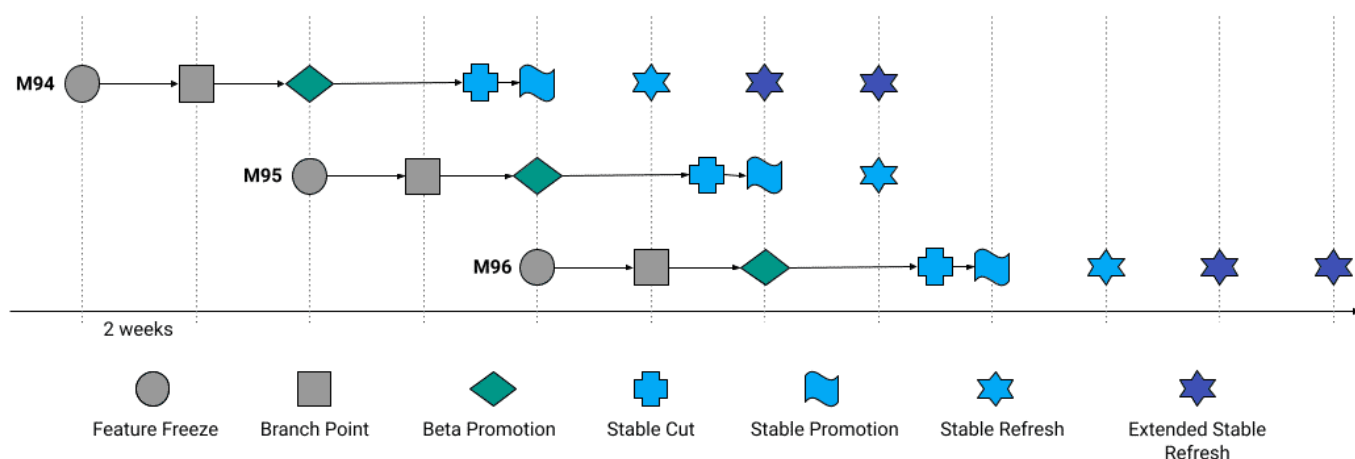 M94
M95
M96
2 weeks
Feature Freeze
Branch Point
Beta Promotion
Stable Cut
Stable Promotion
Stable Refresh
Extended Stable
Refresh